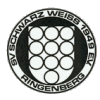 SV SCHWARZ WEISS 1949 EV
RINGENBERG